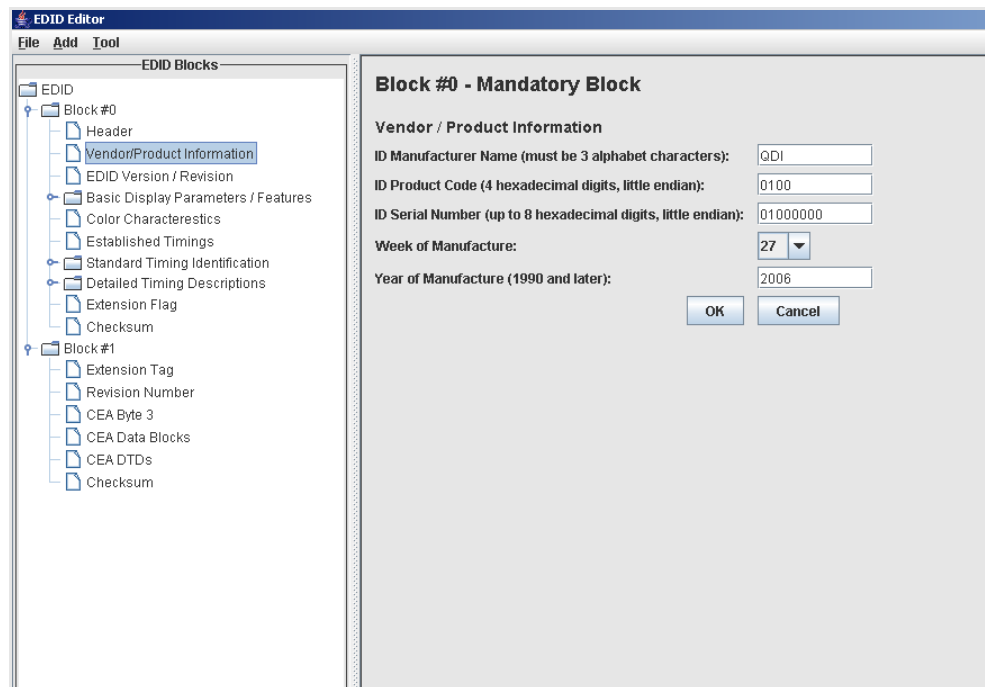 EDID Editor
File Add Tool
EDID Blocks
EDID
Block #0
Header
Vendor/Product Information
EDID Version / Revision
Basic Display Parameters / Features
Color Characterestics
Established Timings
Standard Timing Identification
Detailed Timing Descriptions
Extension Flag
Checksum
Block #1
Extension Tag
Revision Number
CEA Byte 3
CEA Data Blocks
CEA DTDs
Checksum
Block #0 - Mandatory Block
Vendor / Product Information
ID Manufacturer Name (must be 3 alphabet characters): QDI
ID Product Code (4 hexadecimal digits, little endian): 0100
ID Serial Number (up to 8 hexadecimal digits, little endian): 01000000
Week of Manufacture: 27
Year of Manufacture (1990 and later): 2006
OK Cancel